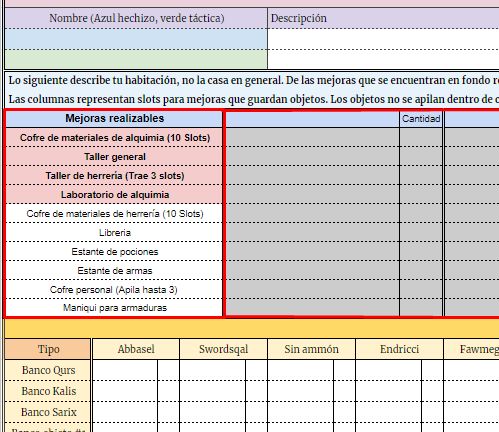 Nombre (Azul hechizo, verde táctica) Descripción
Lo siguiente describe tu habitación, no la casa en general. De las mejoras que se encuentran en fondo
Las columnas representan slots para mejoras que guardan objetos. Los objetos no se apilan dentro de
Mejoras realizables Cantidad
Cofre de materiales de alquimia (10 Slots)
Taller general
Taller de herrería (Trae 3 slots)
Laboratorio de alquimia
Cofre de materiales de herrería (10 Slots)
Libreria
Estante de pociones
Estante de armas
Cofre personal (Apila hasta 3)
Maniqui para armaduras
Tipo Abbasel Swordsqal Sin ammón Endricci Fawmeg
Banco Qurs
Banco Kalis
Banco Sarix